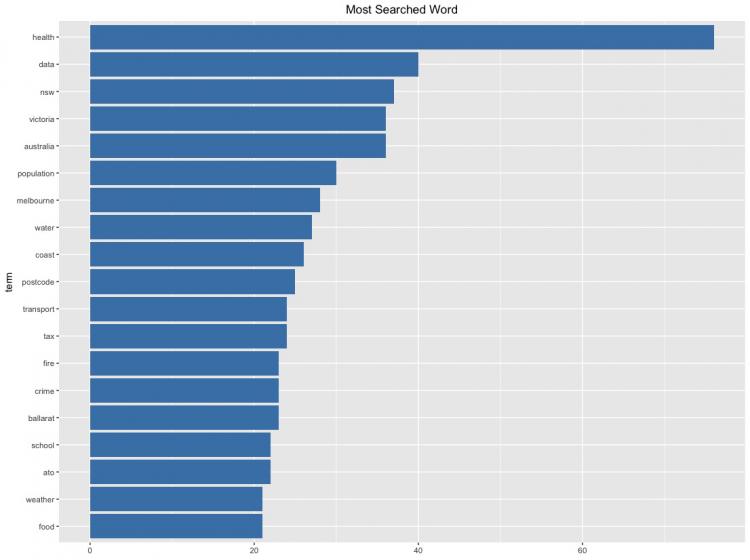 Most Searched Word
health
data
nsw
victoria
australia
population
melbourne
water
coast
postcode
transport
tax
fire
crime
ballarat
school
ato
weather
food
term
0 20 40 60